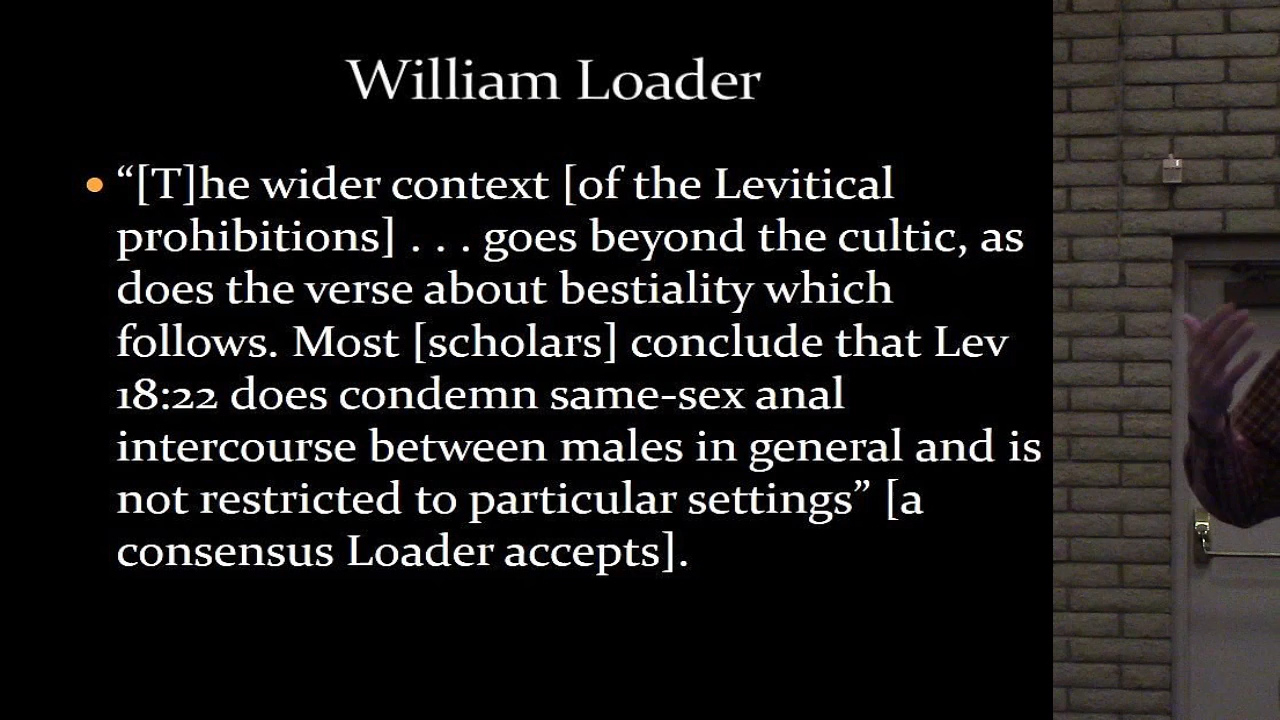 William Loader
• “[T]he wider context [of the Levitical
prohibitions] . . . goes beyond the cultic, as
does the verse about bestiality which
follows. Most [scholars] conclude that Lev
18:22 does condemn same-sex anal
intercourse between males in general and is
not restricted to particular settings” [a
consensus Loader accepts].